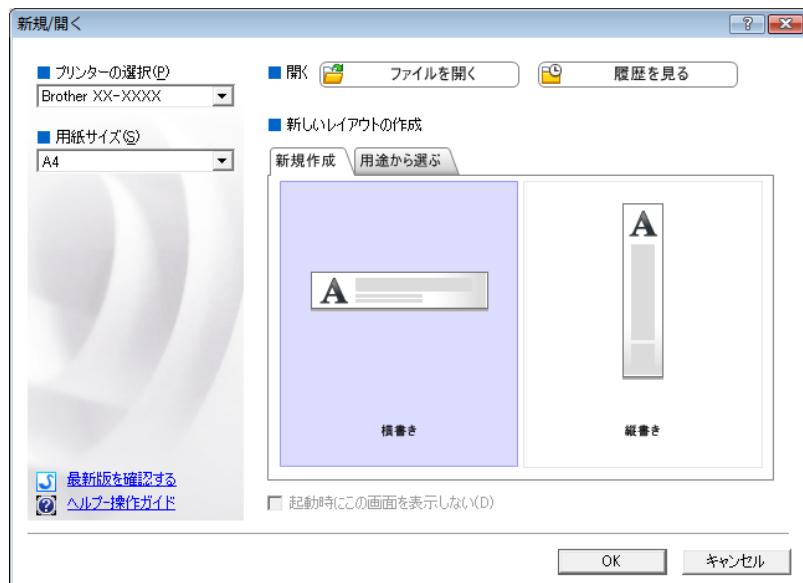 新規/開く
プリンターの選択(P)
Brother XX-XXXX
用紙サイズ(S)
A4
最新版を確認する
ヘルプ-操作ガイド
開く
ファイルを開く
履歴を見る
新しいレイアウトの作成
新規作成
用途から選ぶ
A
横書き
A
縦書き
起動時にこの画面を表示しない(D)
OK
キャンセル